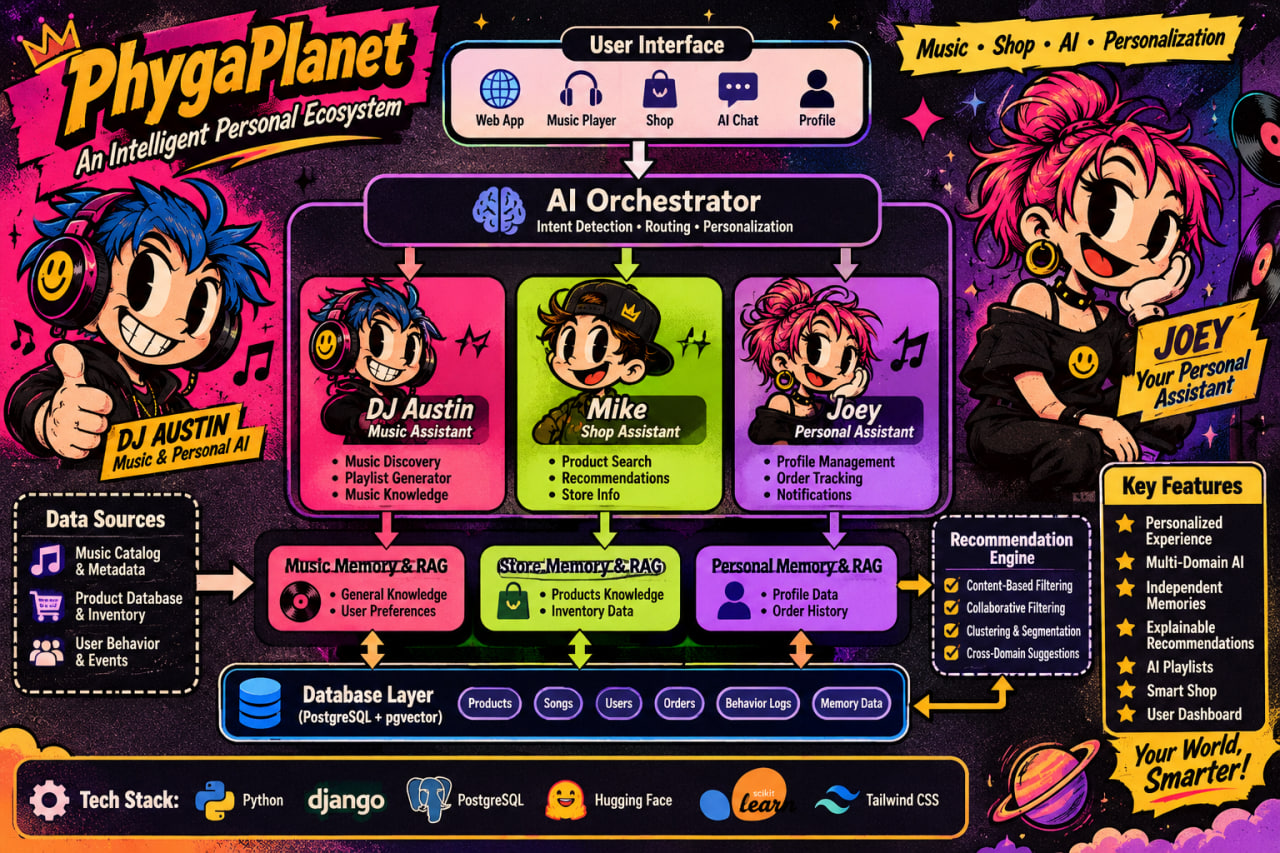 PhygaPlanet
An Intelligent Personal Ecosystem
User Interface
Web App
Music Player
Shop
AI Chat
Profile
Music • Shop • AI • Personalization
AI Orchestrator
Intent Detection • Routing • Personalization
DJ AUSTIN
Music & Personal AI
JOEY
Your Personal
Assistant
DJ Austin
Music Assistant
• Music Discovery
• Playlist Generator
• Music Knowledge
Mike
Shop Assistant
• Product Search
• Recommendations
• Store Info
Joey
Personal Assistant
• Profile Management
• Order Tracking
• Notifications
Data Sources
Music Catalog
& Metadata
Product Database
& Inventory
User Behavior
& Events
Music Memory & RAG
• General Knowledge
• User Preferences
Store Memory & RAG
• Products Knowledge
• Inventory Data
Personal Memory & RAG
• Profile Data
• Order History
Recommendation
Engine
Content-Based Filtering
Collaborative Filtering
Clustering & Segmentation
Cross-Domain Suggestions
Key Features
Personalized
Experience
Multi-Domain AI
Independent
Memories
Explainable
Recommendations
AI Playlists
Smart Shop
User Dashboard
Database Layer
(PostgreSQL + pgvector)
Products
Songs
Users
Orders
Behavior Logs
Memory Data
Your World,
Smarter!
Tech Stack:
Python
django
PostgreSQL
Hugging Face
scikit
learn
Tailwind CSS